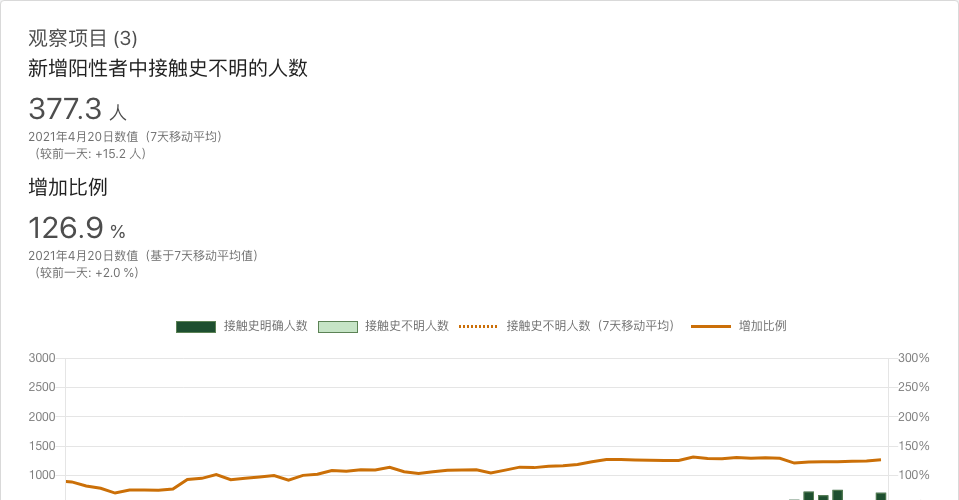 观察项目 (3)
新增阳性者中接触史不明的人数
377.3 人
2021年4月20日数值（7天移动平均）
（较前一天: +15.2 人）
增加比例
126.9 %
2021年4月20日数值（基于7天移动平均值）
（较前一天: +2.0 %）
接触史明确人数 接触史不明人数 接触史不明人数（7天移动平均） 增加比例
3000 300%
2500 250%
2000 200%
1500 150%
1000 100%